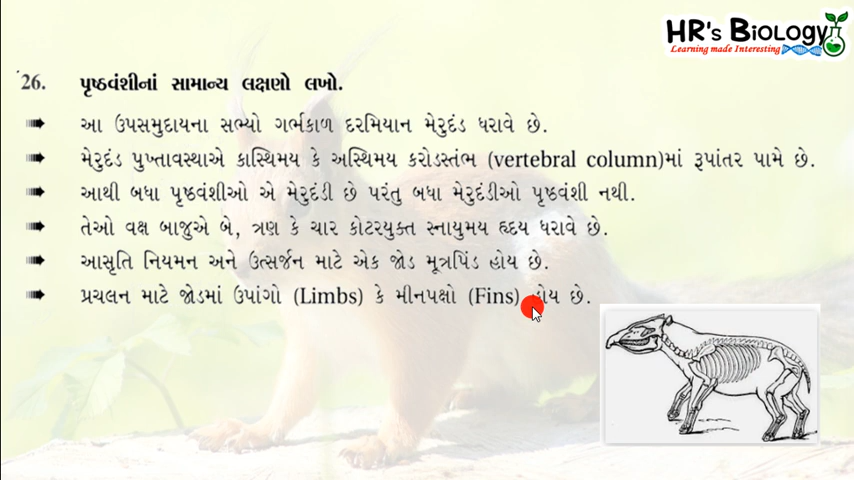 HR's BIOLOGY
Learning made Interesting
26. પૃષ્ઠવંશીનાં સામાન્ય લક્ષણો લખો.
આ ઉપસમુદાયના સભ્યો ગર્ભકાળ દરમિયાન મેરુદંડ ધરાવે છે.
મેરુદંડ પુખ્તાવસ્થાએ કાસ્થિમય કે અસ્થિમય કરોડસ્તંભ (vertebral column)માં રૂપાંતર પામે છે.
આથી બધા પૃષ્ઠવંશીઓ એ મેરુદંડી છે પરંતુ બધા મેરુદંડીઓ પૃષ્ઠવંશી નથી.
તેઓ વક્ષ બાજુએ બે, ત્રણ કે ચાર કોટરયુક્ત સ્નાયુમય હૃદય ધરાવે છે.
આસૃતિ નિયમન અને ઉત્સર્જન માટે એક જોડ મૂત્રપિંડ હોય છે.
પ્રચલન માટે જોડમાં ઉપાંગો (Limbs) કે મીનપક્ષો (Fins) હોય છે.